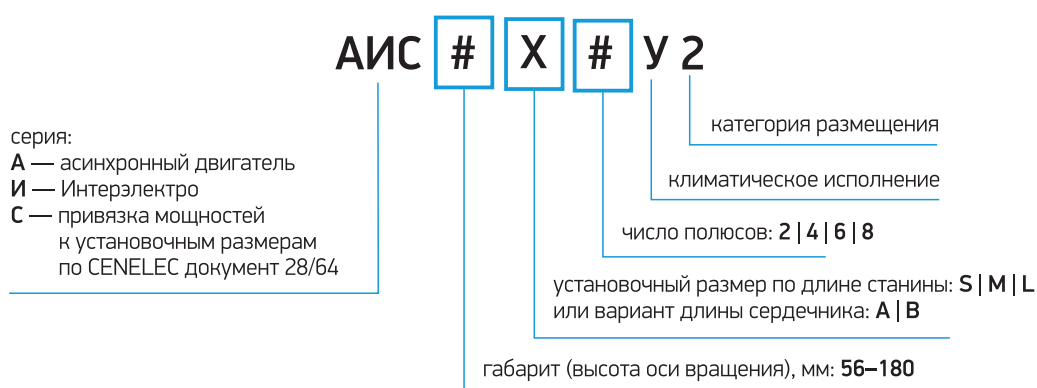 АИС # X # У 2
серия:
А — асинхронный двигатель
И — Интерэлектро
С — привязка мощностей
к установочным размерам
по CENELEC документ 28/64
категория размещения
климатическое исполнение
число полюсов: 2 | 4 | 6 | 8
установочный размер по длине станины: S | M | L
или вариант длины сердечника: A | B
габарит (высота оси вращения), мм: 56–180